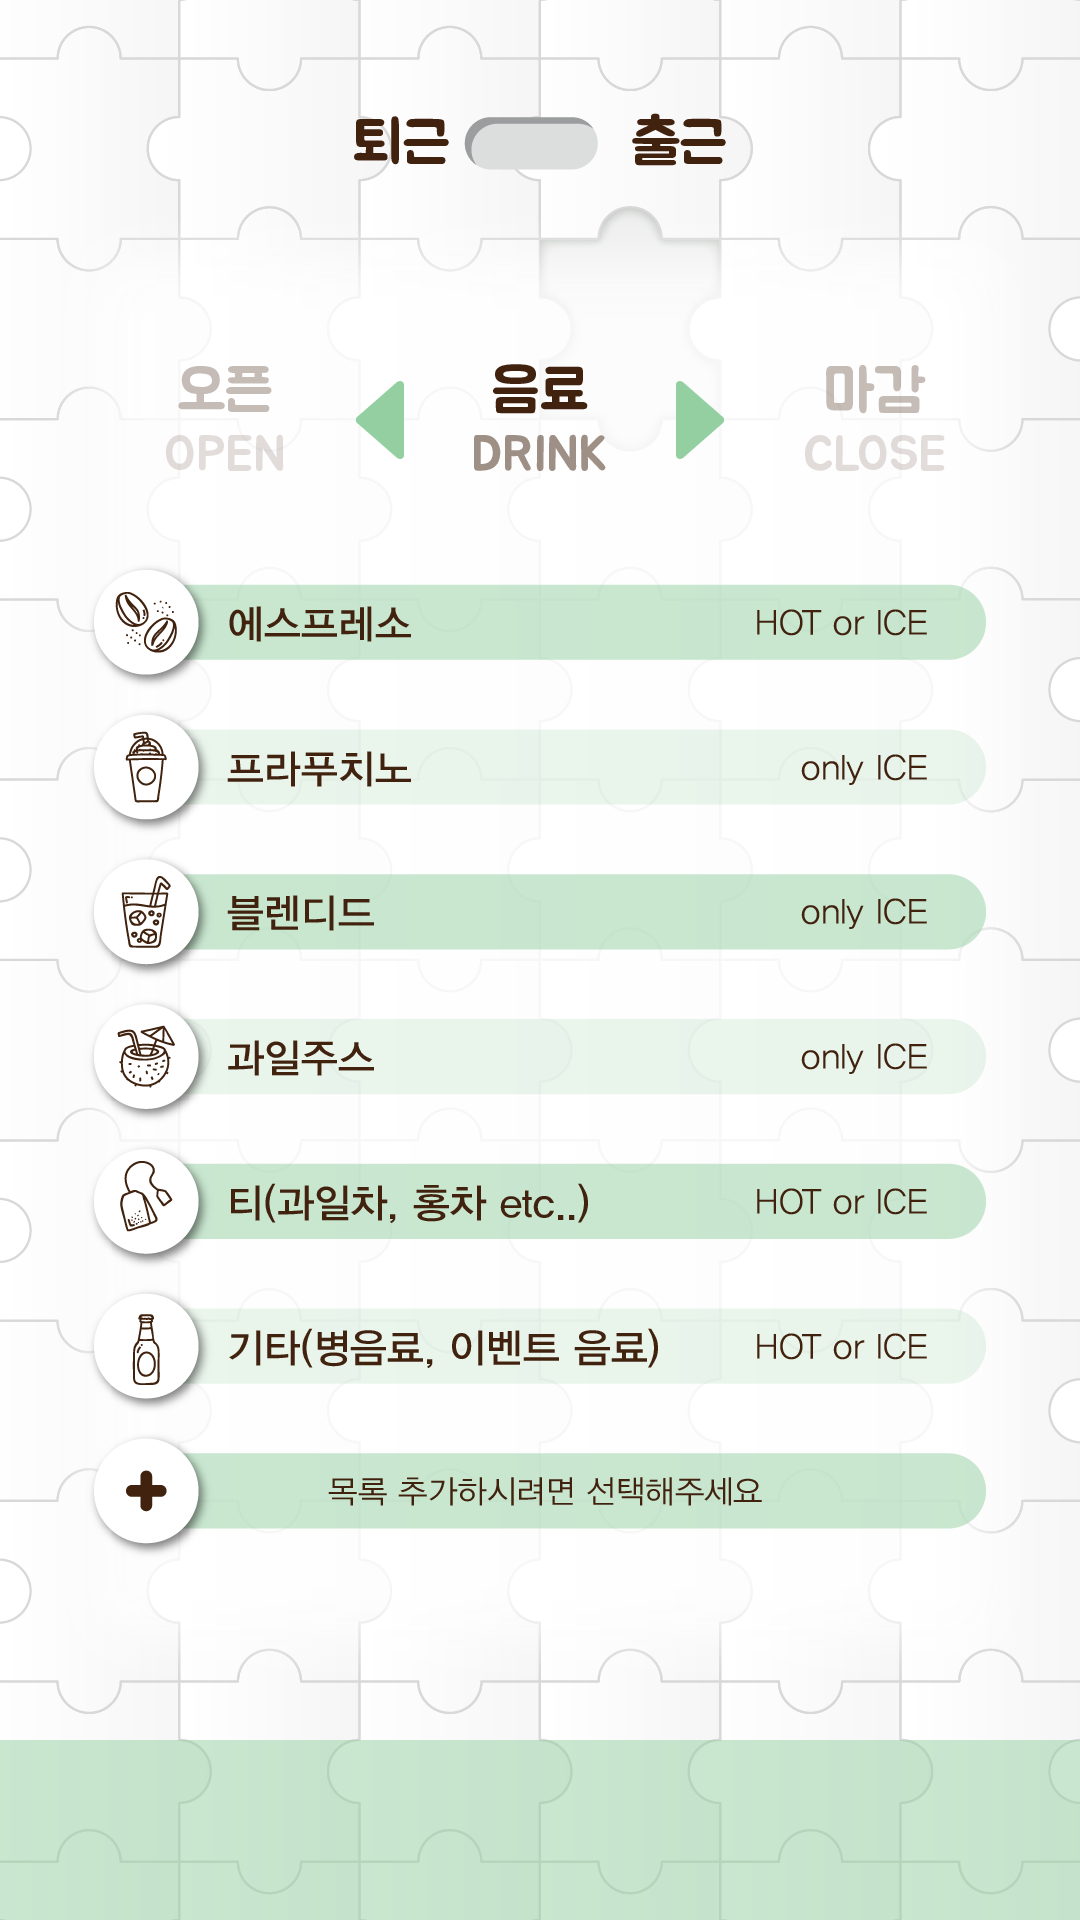 퇴근 출근
오픈 음료 마감
OPEN DRINK CLOSE
에스프레소 HOT or ICE
프라푸치노 only ICE
블렌디드 only ICE
과일주스 only ICE
티(과일차, 홍차 etc..) HOT or ICE
기타(병음료, 이벤트 음료) HOT or ICE
목록 추가하시려면 선택해주세요